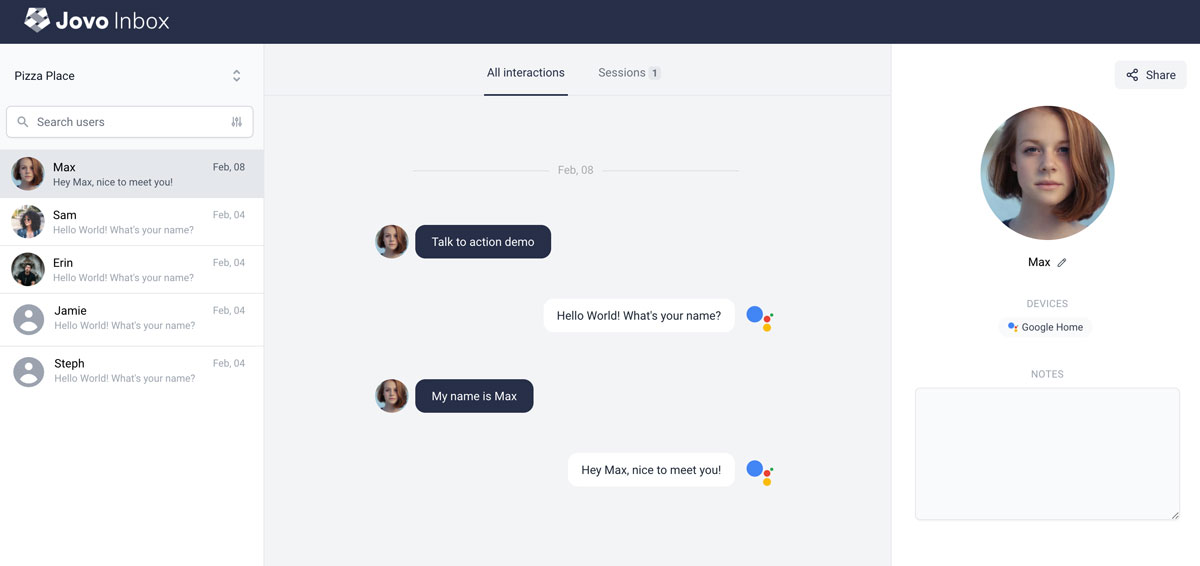 Jovo Inbox
Pizza Place
Search users
Max
Feb, 08
Hey Max, nice to meet you!
Sam
Feb, 04
Hello World! What's your name?
Erin
Feb, 04
Hello World! What's your name?
Jamie
Feb, 04
Hello World! What's your name?
Steph
Feb, 04
Hello World! What's your name?
All interactions
Sessions 1
Feb, 08
Talk to action demo
Hello World! What's your name?
My name is Max
Hey Max, nice to meet you!
Share
Max
DEVICES
Google Home
NOTES